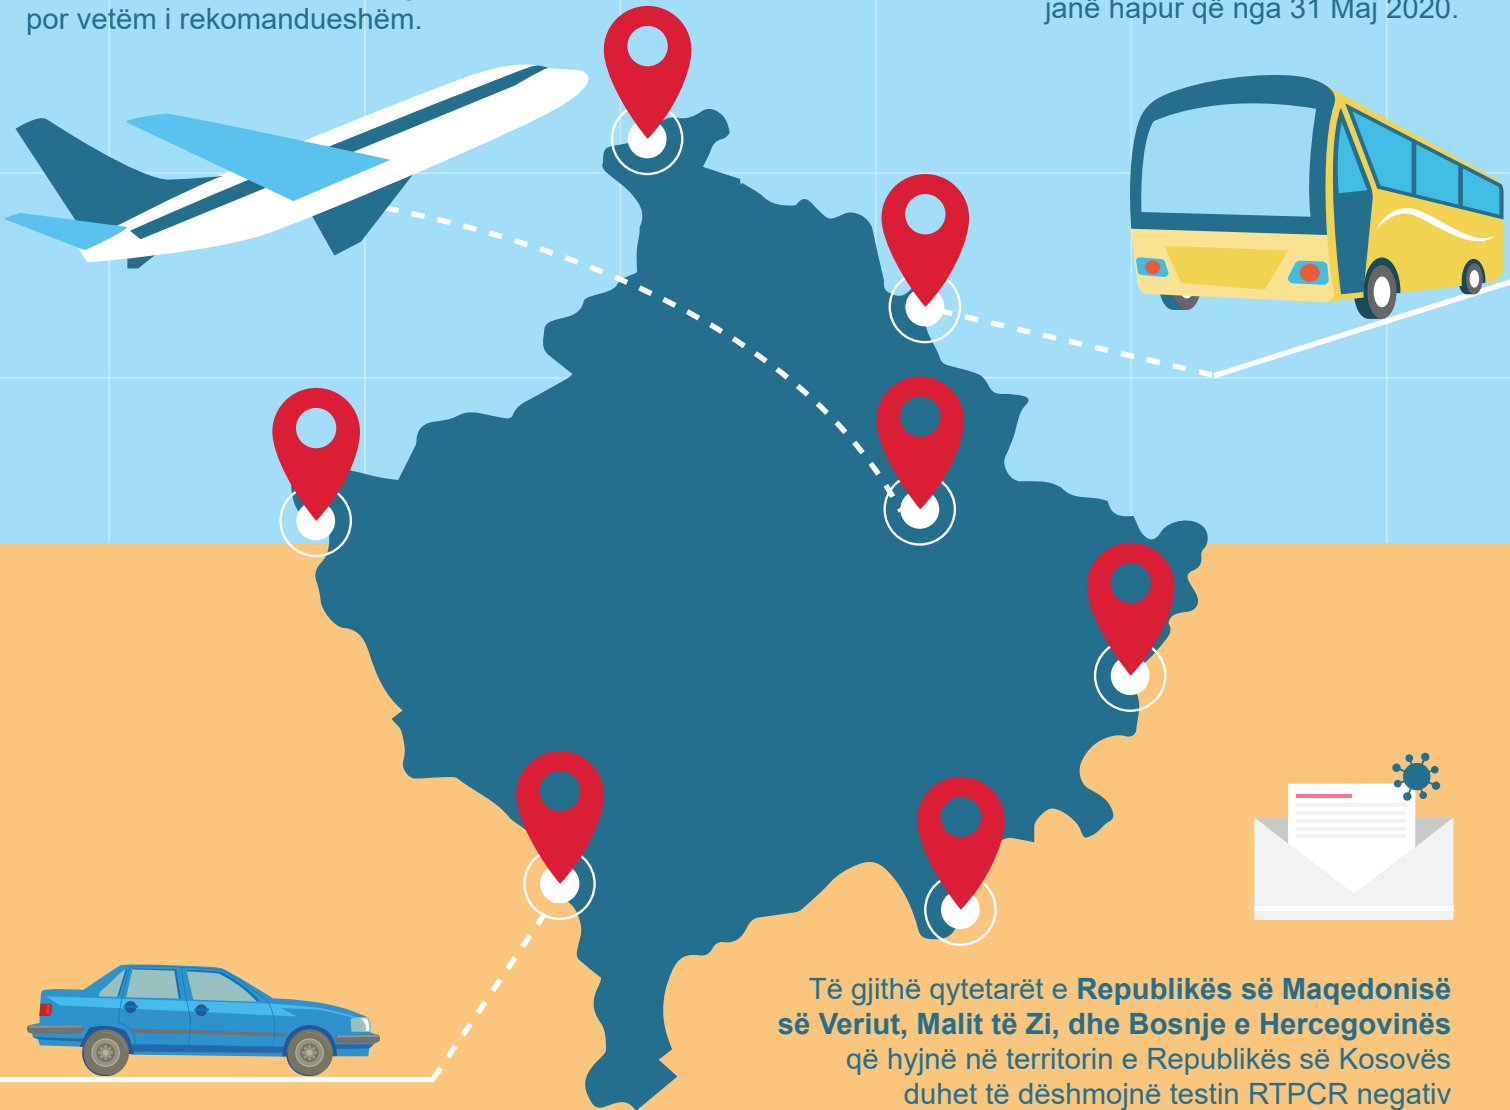 por vetëm i rekomandueshëm.
janë hapur që nga 31 Maj 2020.
Të gjithë qytetarët e Republikës së Maqedonisë
së Veriut, Malit të Zi, dhe Bosnje e Hercegovinës
që hyjnë në territorin e Republikës së Kosovës
duhet të dëshmojnë testin RTPCR negativ